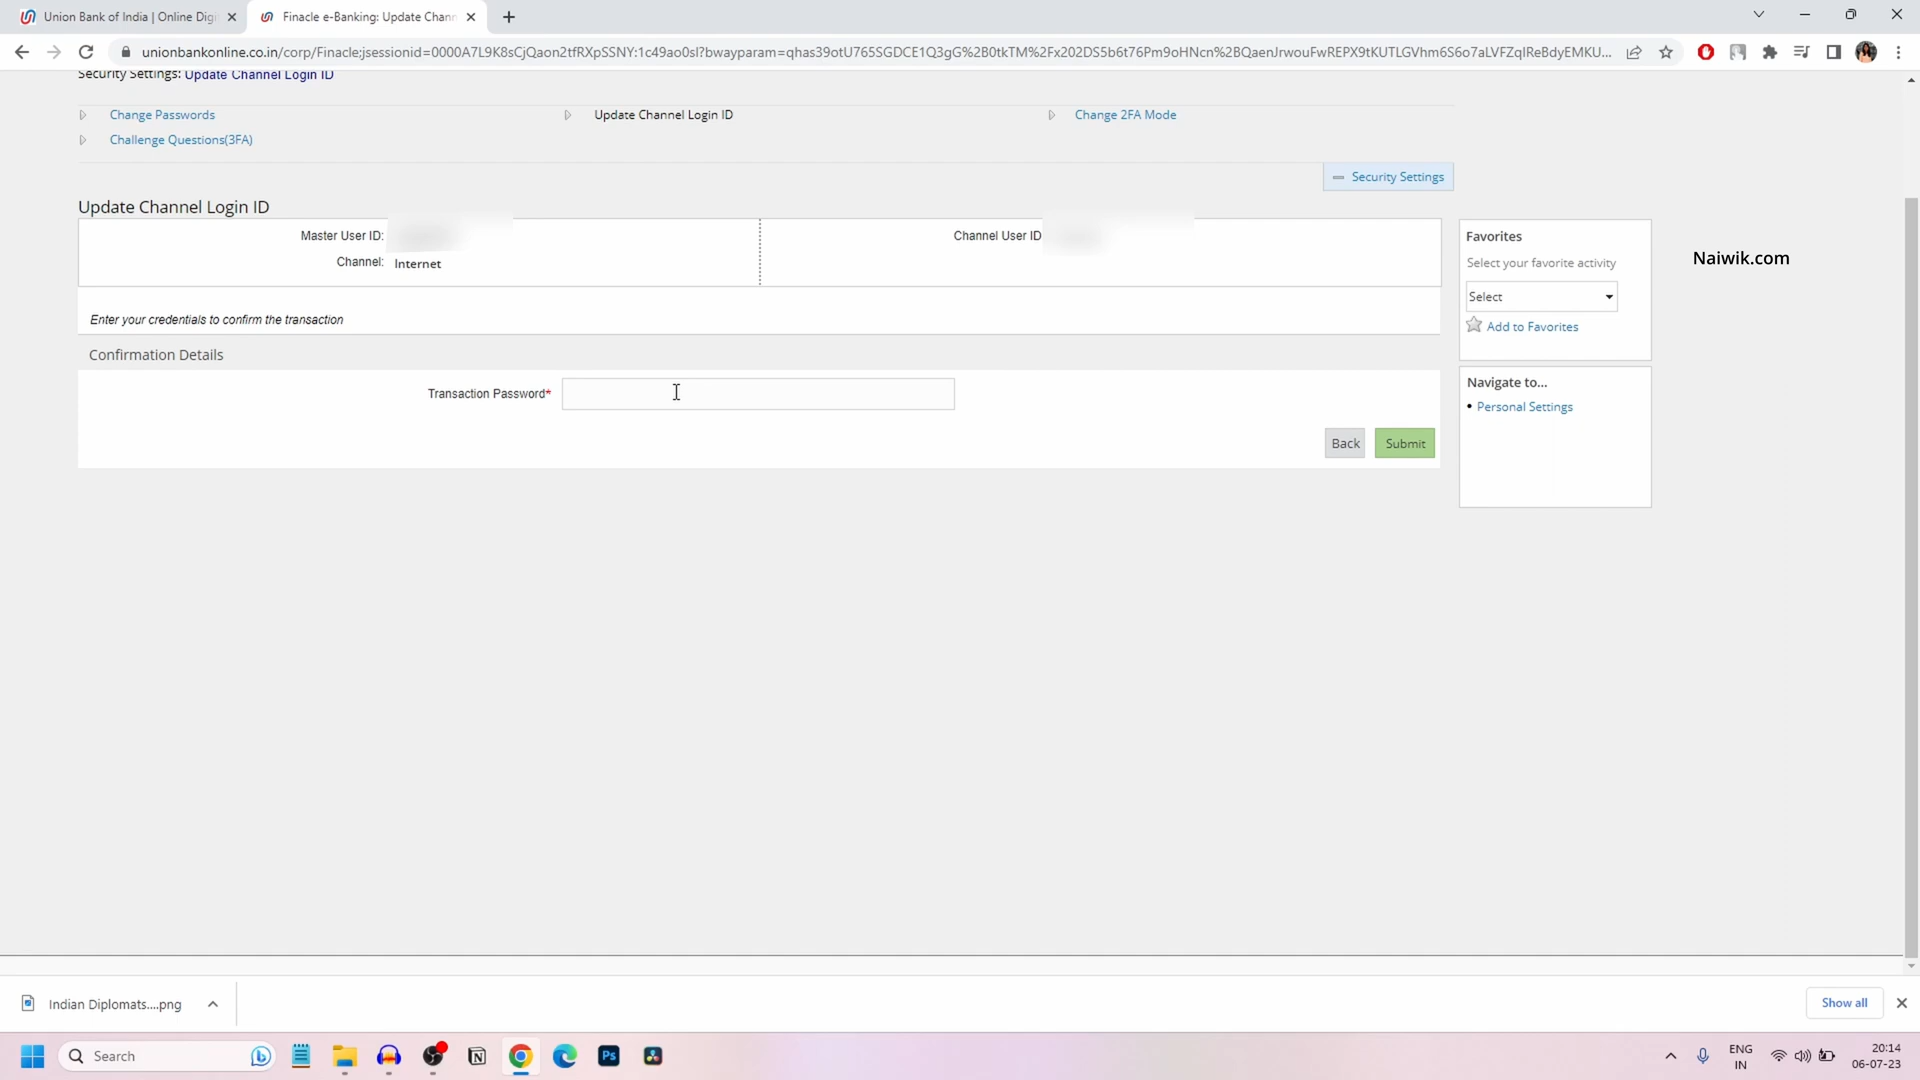 Union Bank of India | Online Digi
Finacle e-Banking: Update Chann
unionbankonline.co.in/corp/Finacle;jsessionid=0000A7L9K8sCjQaon2tfRXpSSNY:1c49ao0sl?bwayparam=qhas39otU765SGDCE1Q3gG%2B0tkTM%2Fx202DS5b6t76Pm9oHNcn%2BQaenJrwouFwREPX9tKUTLGVhm6S6o7aLVFZqlReBdyEMKU...
Security Settings: Update Channel Login ID
Change Passwords
Update Channel Login ID
Change 2FA Mode
Challenge Questions(3FA)
Security Settings
Update Channel Login ID
Master User ID:
Channel User ID
Channel: Internet
Enter your credentials to confirm the transaction
Confirmation Details
Transaction Password*
Back
Submit
Favorites
Select your favorite activity
Select
Add to Favorites
Navigate to...
Personal Settings
Naiwik.com
Indian Diplomats....png
Show all
Search
Ps
ENG
IN
20:14
06-07-23